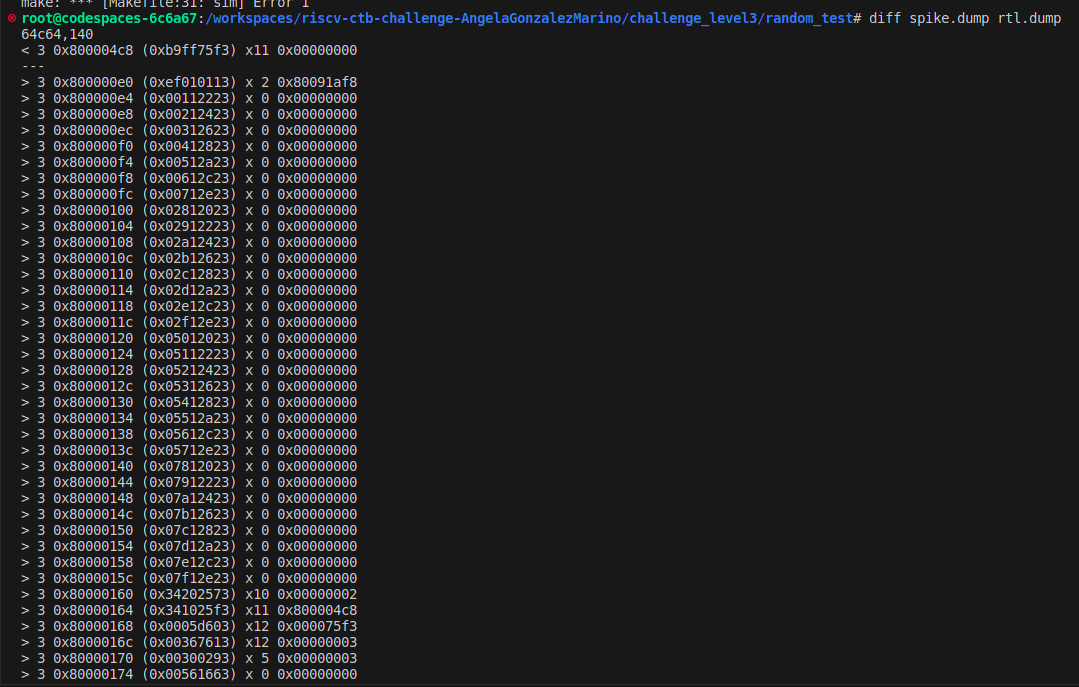 make: *** [Makefile:31: sim] Error 1
root@codespaces-6c6a67:/workspaces/riscv-ctb-challenge-AngelaGonzalezMarino/challenge_level3/random_test# diff spike.dump rtl.dump
64c64,140
< 3 0x800004c8 (0xb9ff75f3) x11 0x00000000
---
> 3 0x800000e0 (0xef010113) x 2 0x80091af8
> 3 0x800000e4 (0x00112223) x 0 0x00000000
> 3 0x800000e8 (0x00212423) x 0 0x00000000
> 3 0x800000ec (0x00312623) x 0 0x00000000
> 3 0x800000f0 (0x00412823) x 0 0x00000000
> 3 0x800000f4 (0x00512a23) x 0 0x00000000
> 3 0x800000f8 (0x00612c23) x 0 0x00000000
> 3 0x800000fc (0x00712e23) x 0 0x00000000
> 3 0x80000100 (0x02812023) x 0 0x00000000
> 3 0x80000104 (0x02912223) x 0 0x00000000
> 3 0x80000108 (0x02a12423) x 0 0x00000000
> 3 0x8000010c (0x02b12623) x 0 0x00000000
> 3 0x80000110 (0x02c12823) x 0 0x00000000
> 3 0x80000114 (0x02d12a23) x 0 0x00000000
> 3 0x80000118 (0x02e12c23) x 0 0x00000000
> 3 0x8000011c (0x02f12e23) x 0 0x00000000
> 3 0x80000120 (0x05012023) x 0 0x00000000
> 3 0x80000124 (0x05112223) x 0 0x00000000
> 3 0x80000128 (0x05212423) x 0 0x00000000
> 3 0x8000012c (0x05312623) x 0 0x00000000
> 3 0x80000130 (0x05412823) x 0 0x00000000
> 3 0x80000134 (0x05512a23) x 0 0x00000000
> 3 0x80000138 (0x05612c23) x 0 0x00000000
> 3 0x8000013c (0x05712e23) x 0 0x00000000
> 3 0x80000140 (0x07812023) x 0 0x00000000
> 3 0x80000144 (0x07912223) x 0 0x00000000
> 3 0x80000148 (0x07a12423) x 0 0x00000000
> 3 0x8000014c (0x07b12623) x 0 0x00000000
> 3 0x80000150 (0x07c12823) x 0 0x00000000
> 3 0x80000154 (0x07d12a23) x 0 0x00000000
> 3 0x80000158 (0x07e12c23) x 0 0x00000000
> 3 0x8000015c (0x07f12e23) x 0 0x00000000
> 3 0x80000160 (0x34202573) x10 0x00000002
> 3 0x80000164 (0x341025f3) x11 0x800004c8
> 3 0x80000168 (0x0005d603) x12 0x000075f3
> 3 0x8000016c (0x00367613) x12 0x00000003
> 3 0x80000170 (0x00300293) x 5 0x00000003
> 3 0x80000174 (0x00561663) x 0 0x00000000